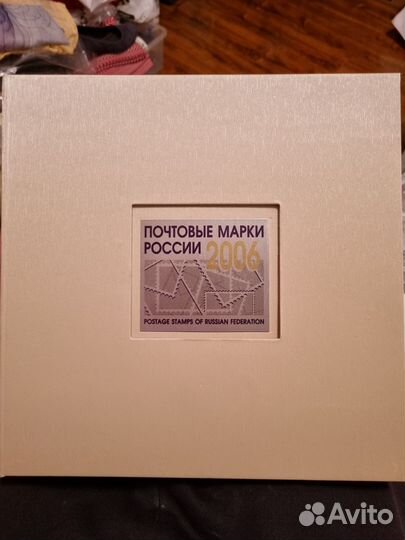 ПОЧТОВЫЕ МАРКИ
РОССИИ 2006
POSTAGE STAMPS OF RUSSIAN FEDERATION
Avito